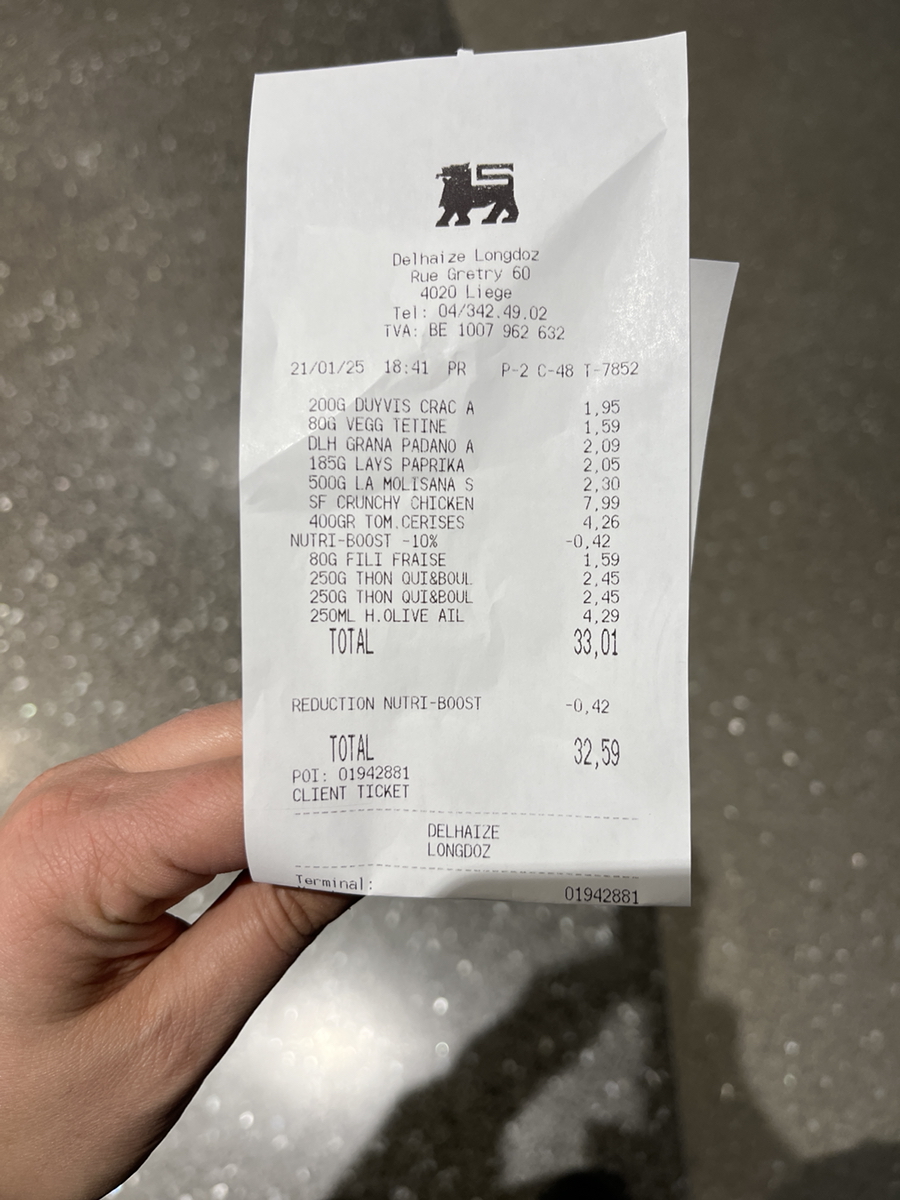 Delhaize Longdoz
Rue Gretry 60
4020 Liege
Tel: 04/342.49.02
TVA: BE 1007 962 632
21/01/25 18:41 PR P-2 C-48 T-7852
200G DUYVIS CRAC A 1,95
80G VEGG TETINE 1,59
DLH GRANA PADANO A 2,09
185G LAYS PAPRIKA 2,05
500G LA MOLISANA S 2,30
SF CRUNCHY CHICKEN 7,99
400GR TOM.CERISES 4,26
NUTRI-BOOST -10% -0,42
80G FILI FRAISE 1,59
250G THON QUI&BOUL 2,45
250G THON QUI&BOUL 2,45
250ML H.OLIVE AIL 4,29
TOTAL 33,01
REDUCTION NUTRI-BOOST -0,42
TOTAL 32,59
POI: 01942881
CLIENT TICKET
DELHAIZE
LONGDOZ
Terminal: 01942881